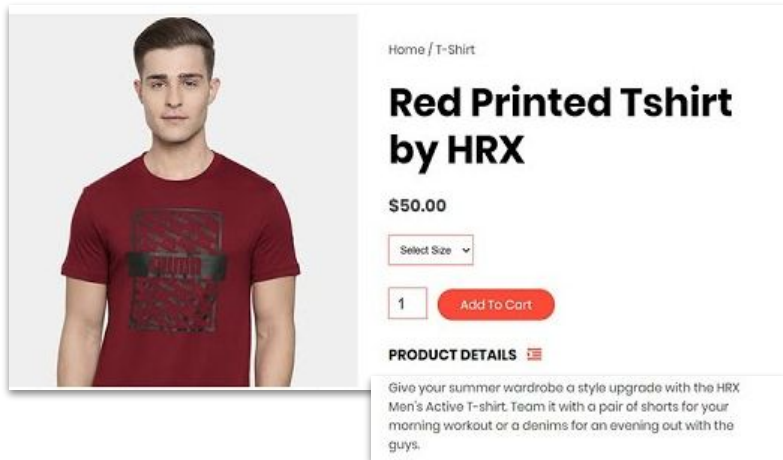 Home / T-Shirt
Red Printed Tshirt
by HRX
$50.00
Select Size
1
Add To Cart
PRODUCT DETAILS
Give your summer wardrobe a style upgrade with the HRX
Men's Active T-shirt. Team it with a pair of shorts for your
morning workout or a denims for an evening out with the
guys.